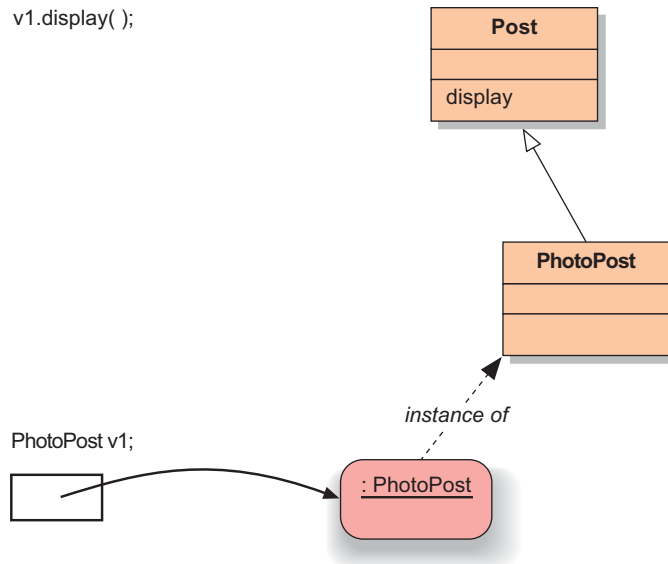 v1.display( );
Post
display
PhotoPost
instance of
PhotoPost v1;
: PhotoPost